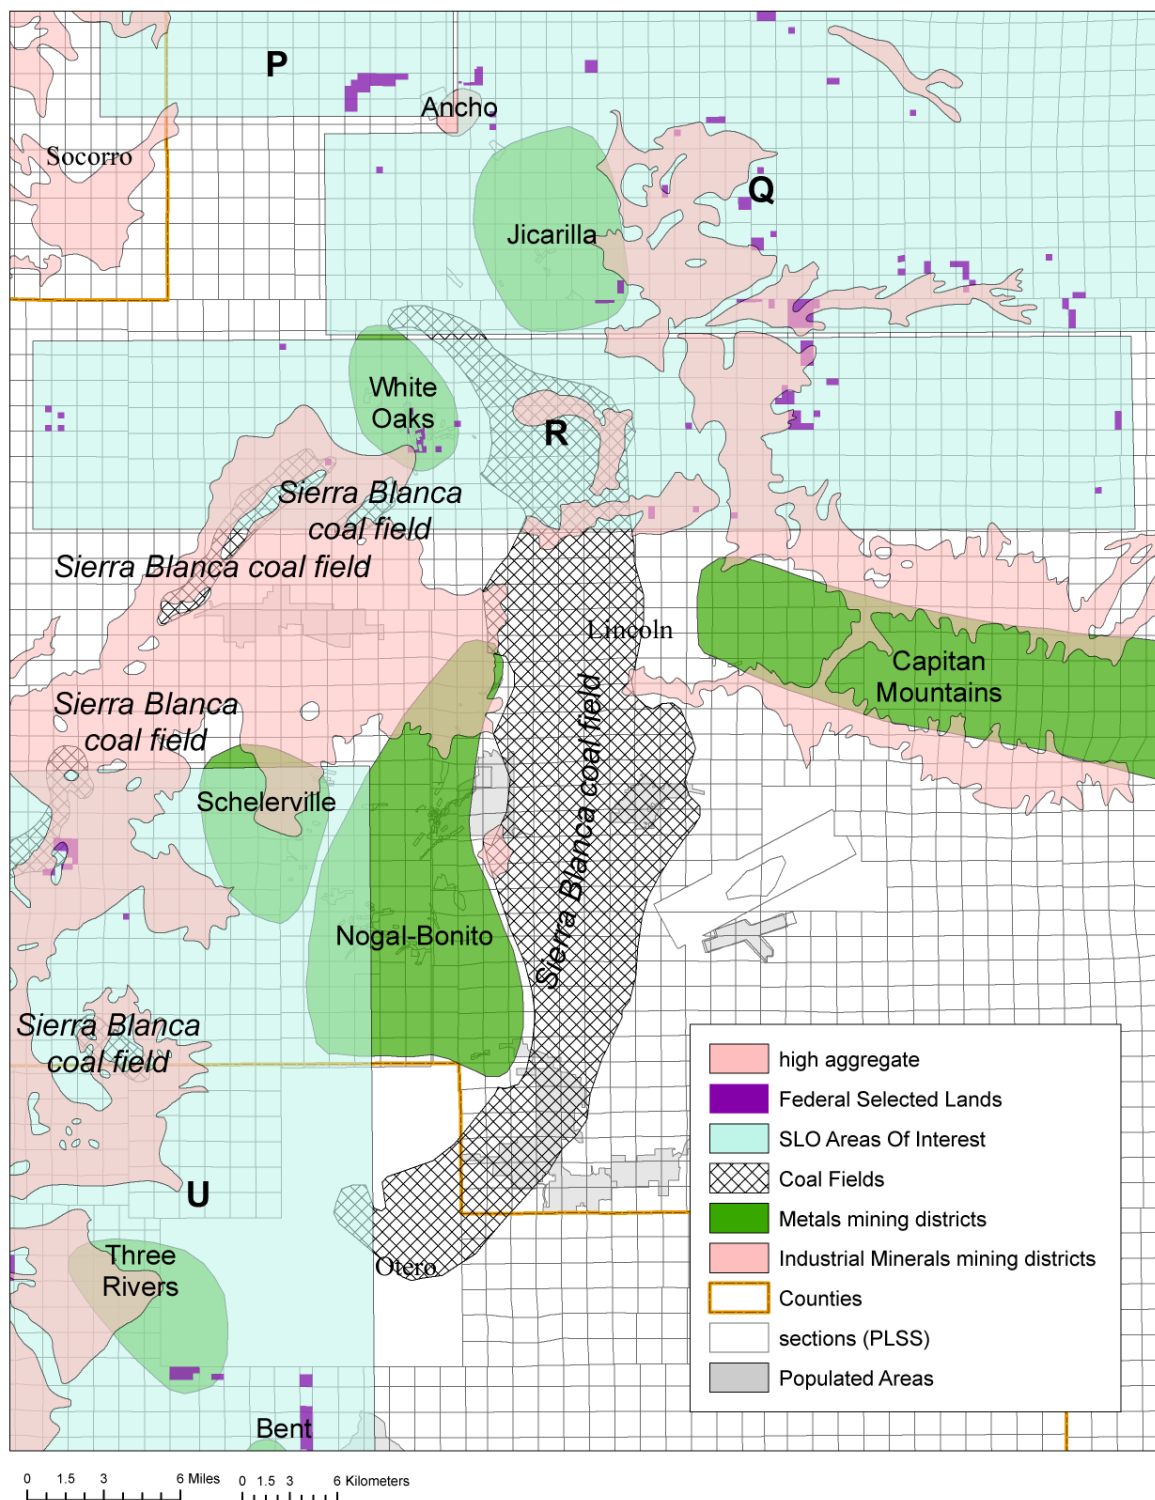 P
Ancho
Socorro
Q
Jicarilla
White
Oaks
R
Sierra Blanca
coal field
Sierra Blanca coal field
Lincoln
Capitan
Mountains
Sierra Blanca
coal field
Sierra Blanca coal field
Schelerville
Nogal-Bonito
Sierra Blanca
coal field
U
Three
Rivers
Otero
Bent
high aggregate
Federal Selected Lands
SLO Areas Of Interest
Coal Fields
Metals mining districts
Industrial Minerals mining districts
Counties
sections (PLSS)
Populated Areas
0 1.5 3 6 Miles
0 1.5 3 6 Kilometers